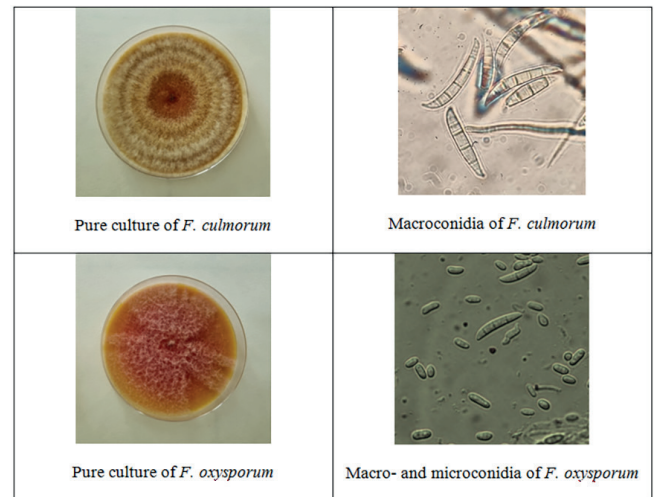 Pure culture of F. culmorum
Macroconidia of F. culmorum
Pure culture of F. oxysporum
Macro- and microconidia of F. oxysporum